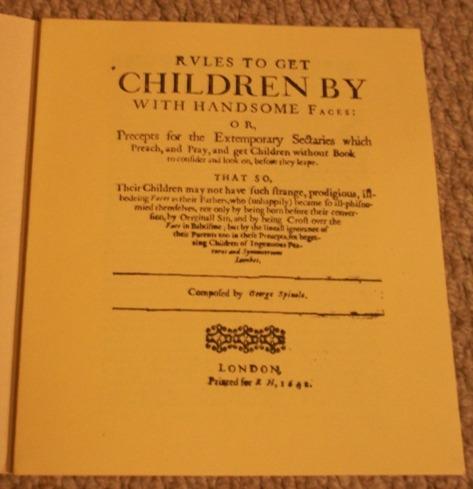 RVLES TO GET
CHILDREN BY
WITH HANDSOME FACES:
OR,
Precepts for the Extemporary Sectaries which
Preach, and Pray, and get Children without Book
to consider and look on, before they leape.
THAT SO,
Their Children may not have such strange, prodigious, ill-
bodeing Faces as their Fathers, who (unhappily) became so ill-phisno-
mied themselves, not only by being born before their conver-
sion, by Originall Sin, and by being Crost over the
Face in Babtisme; but by the lineall ignorance of
their Parents too in these Precepts, for beget-
ing Children of Ingenuous Fea-
tures and
Limbes.
Composed by George Spinola.
LONDON,
Printed for R H, 1642.